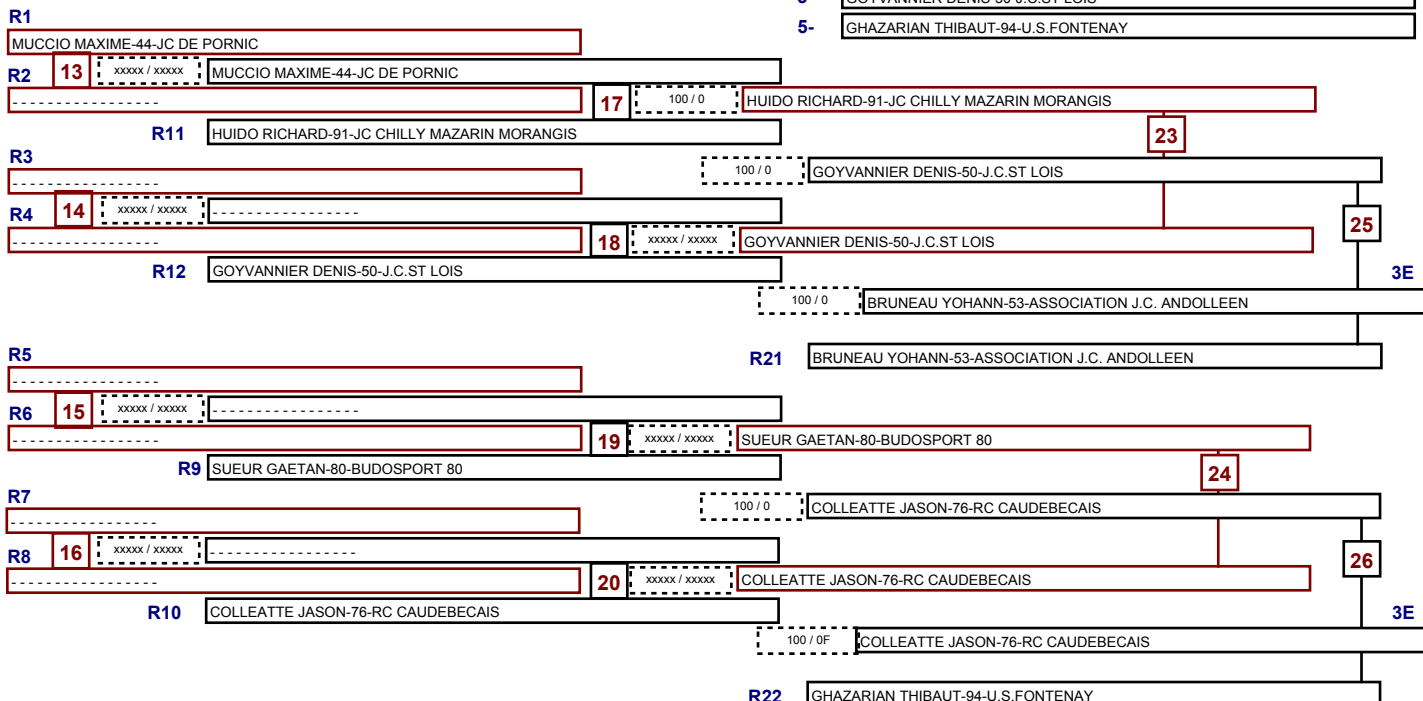 GOYVANNIER DENIS-50-J.C.ST LOIS
R1
5- GHAZARIAN THIBAUT-94-U.S.FONTENAY
MUCCIO MAXIME-44-JC DE PORNIC
R2 13 xxxxx / xxxxx MUCCIO MAXIME-44-JC DE PORNIC
- - - - - - - - - - - - - - - - 17 100 / 0 HUIDO RICHARD-91-JC CHILLY MAZARIN MORANGIS
R11 HUIDO RICHARD-91-JC CHILLY MAZARIN MORANGIS 23
R3
100 / 0 GOYVANNIER DENIS-50-J.C.ST LOIS
- - - - - - - - - - - - - - - -
R4 14 xxxxx / xxxxx - - - - - - - - - - - - - - - - 25
- - - - - - - - - - - - - - - - 18 xxxxx / xxxxx GOYVANNIER DENIS-50-J.C.ST LOIS
R12 GOYVANNIER DENIS-50-J.C.ST LOIS 3E
100 / 0 BRUNEAU YOHANN-53-ASSOCIATION J.C. ANDOLLEEN
R5 R21 BRUNEAU YOHANN-53-ASSOCIATION J.C. ANDOLLEEN
- - - - - - - - - - - - - - - -
R6 15 xxxxx / xxxxx - - - - - - - - - - - - - - - -
- - - - - - - - - - - - - - - - 19 xxxxx / xxxxx SUEUR GAETAN-80-BUDOSPORT 80
R9 SUEUR GAETAN-80-BUDOSPORT 80 24
R7
100 / 0 COLLEATTE JASON-76-RC CAUDEBECAIS
- - - - - - - - - - - - - - - -
R8 16 xxxxx / xxxxx - - - - - - - - - - - - - - - - 26
- - - - - - - - - - - - - - - - 20 xxxxx / xxxxx COLLEATTE JASON-76-RC CAUDEBECAIS
R10 COLLEATTE JASON-76-RC CAUDEBECAIS 3E
100 / 0F COLLEATTE JASON-76-RC CAUDEBECAIS
R22 GHAZARIAN THIBAUT-94-U.S.FONTENAY